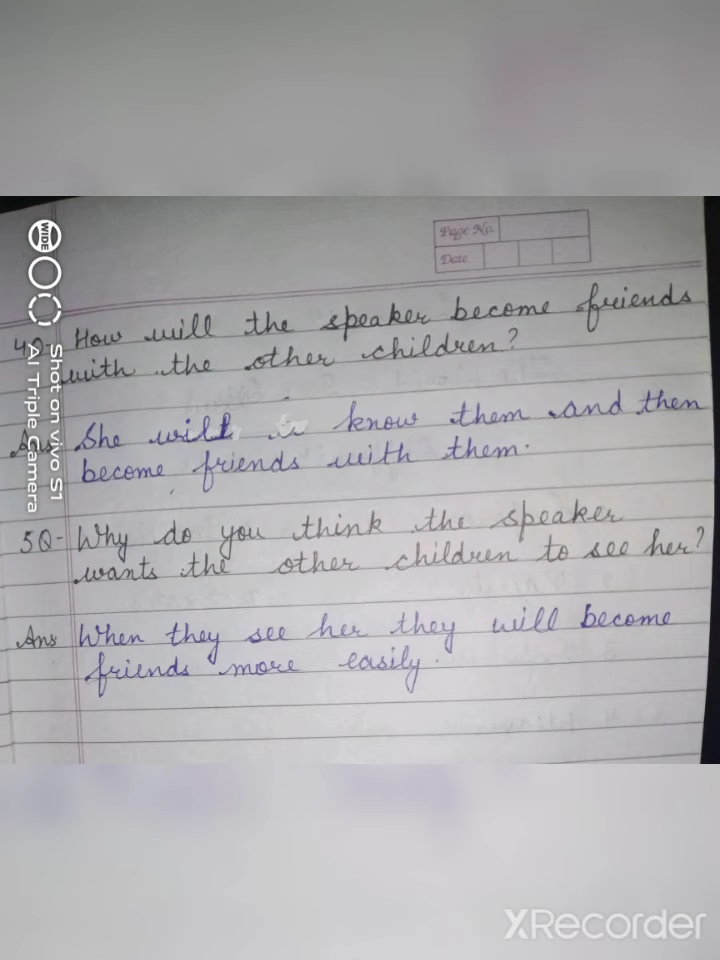 Page No.
Date
4Q- How will the speaker become friends
with the other children?
Ans She will know them and then
become friends with them.
5Q- Why do you think the speaker
wants the other children to see her?
Ans When they see her they will become
friends more easily.
WIDE
Shot on vivo S1
AI Triple Camera
XRecorder